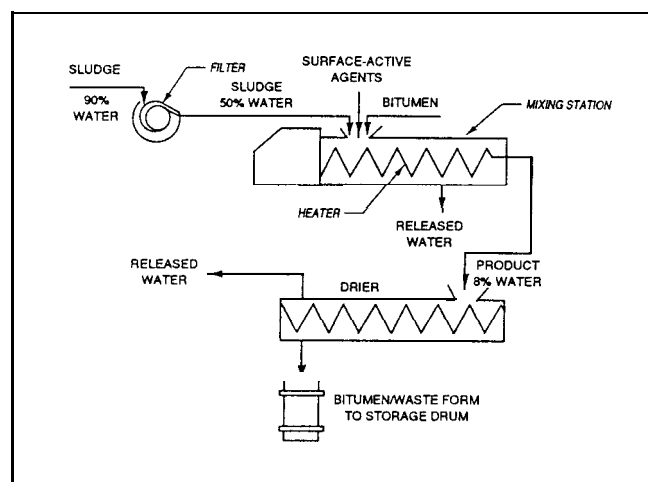 SLUDGE
90%
WATER
FILTER
SLUDGE
50% WATER
SURFACE-ACTIVE
AGENTS
BITUMEN
MIXING STATION
HEATER
RELEASED
WATER
PRODUCT
8% WATER
RELEASED
WATER
DRIER
BITUMEN/WASTE FORM
TO STORAGE DRUM